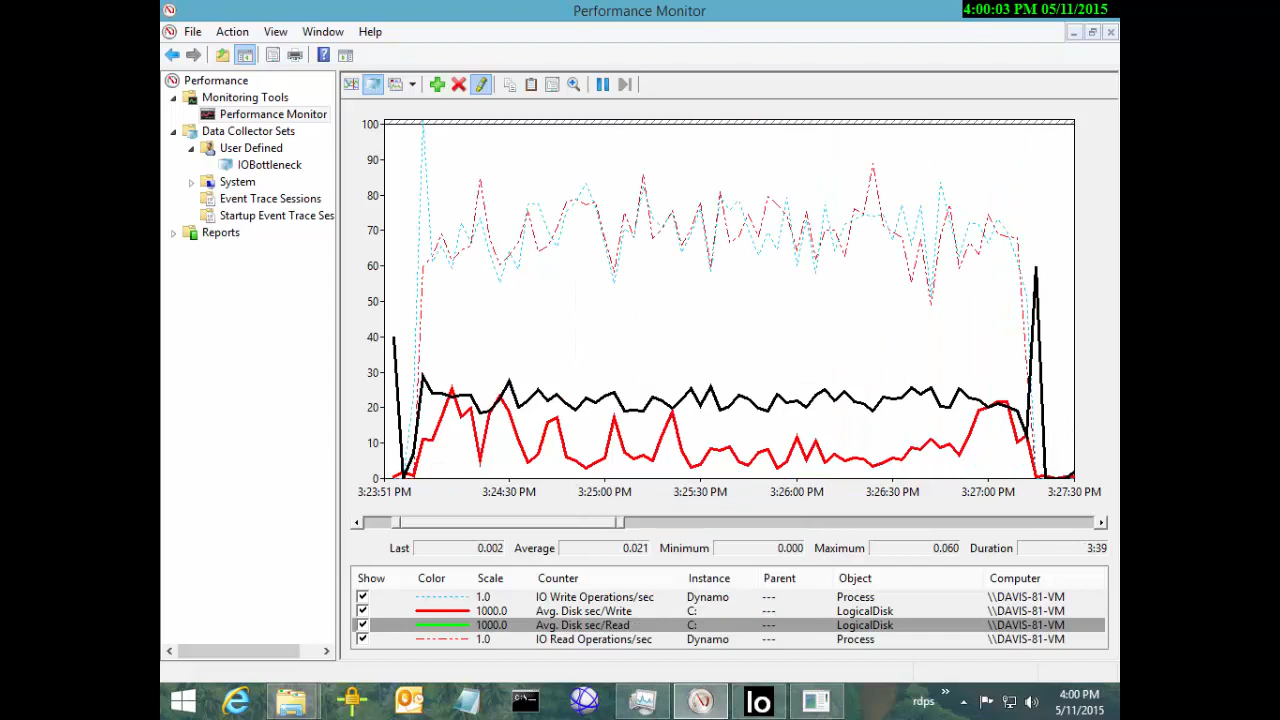 Performance Monitor
4:00:03 PM 05/11/2015
File Action View Window Help
Performance
Monitoring Tools
Performance Monitor
Data Collector Sets
User Defined
IOBottleneck
System
Event Trace Sessions
Startup Event Trace Ses
Reports
100
90
80
70
60
50
40
30
20
10
0
3:23:51 PM 3:24:30 PM 3:25:00 PM 3:25:30 PM 3:26:00 PM 3:26:30 PM 3:27:00 PM 3:27:30 PM
Last 0.002 Average 0.021 Minimum 0.000 Maximum 0.060 Duration 3:39
Show Color Scale Counter Instance Parent Object Computer
1.0 IO Write Operations/sec Dynamo --- Process \\DAVIS-81-VM
1000.0 Avg. Disk sec/Write C: --- LogicalDisk \\DAVIS-81-VM
1000.0 Avg. Disk sec/Read C: --- LogicalDisk \\DAVIS-81-VM
1.0 IO Read Operations/sec Dynamo --- Process \\DAVIS-81-VM
Io
rdps
4:00 PM
5/11/2015